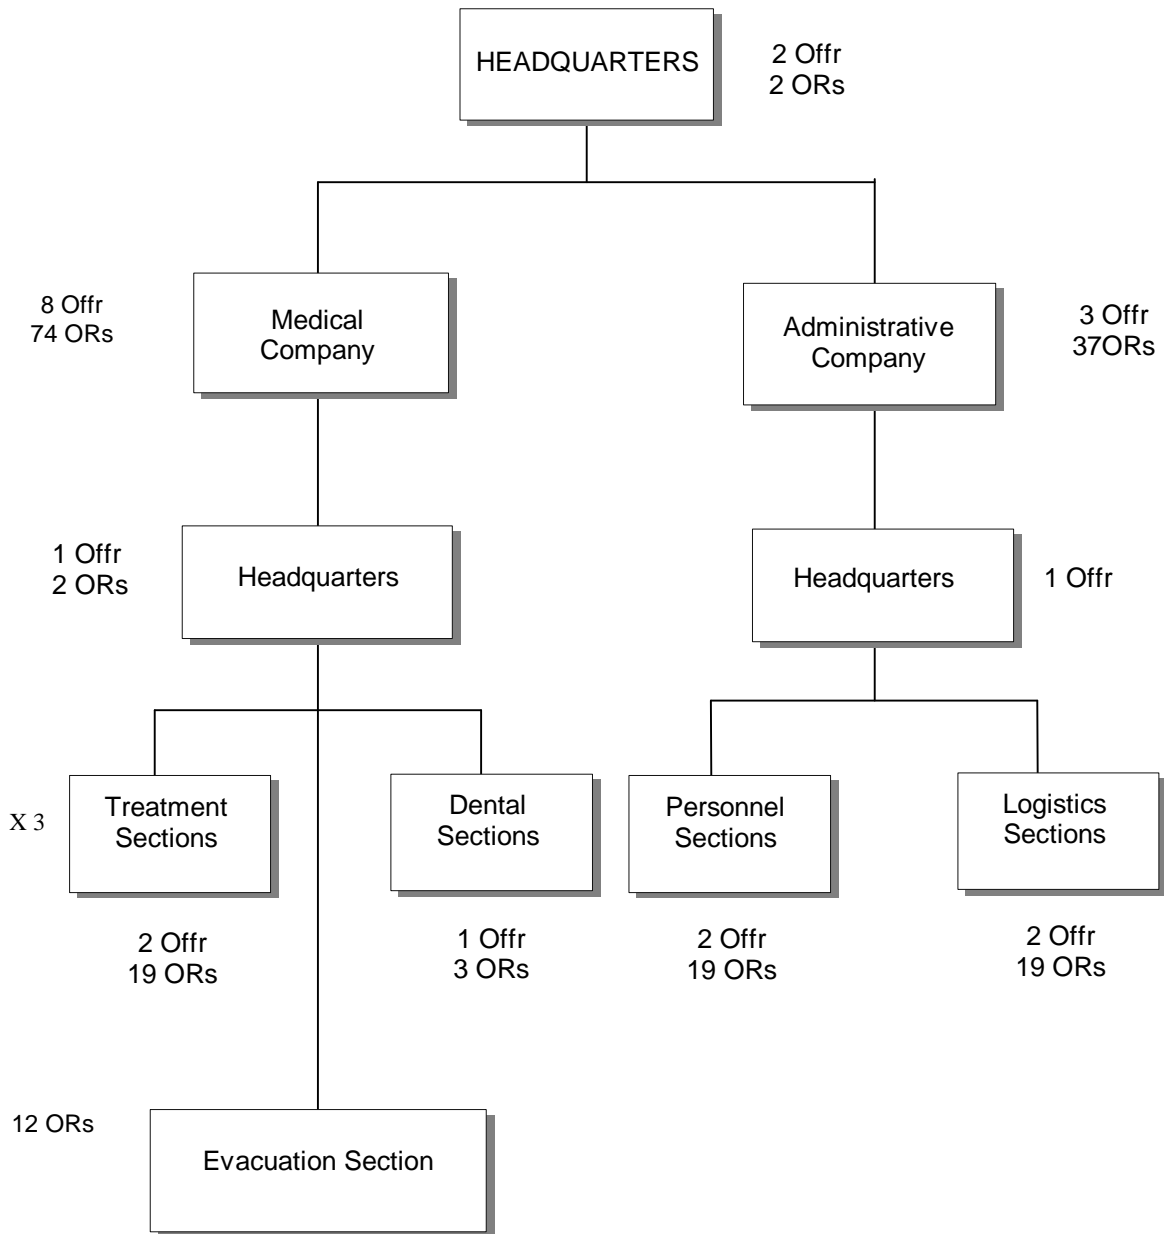 HEADQUARTERS
2 Offr
2 ORs
8 Offr
74 ORs
Medical
Company
Administrative
Company
3 Offr
37ORs
1 Offr
2 ORs
Headquarters
Headquarters
1 Offr
X 3
Treatment
Sections
Dental
Sections
Personnel
Sections
Logistics
Sections
2 Offr
19 ORs
1 Offr
3 ORs
2 Offr
19 ORs
2 Offr
19 ORs
12 ORs
Evacuation Section